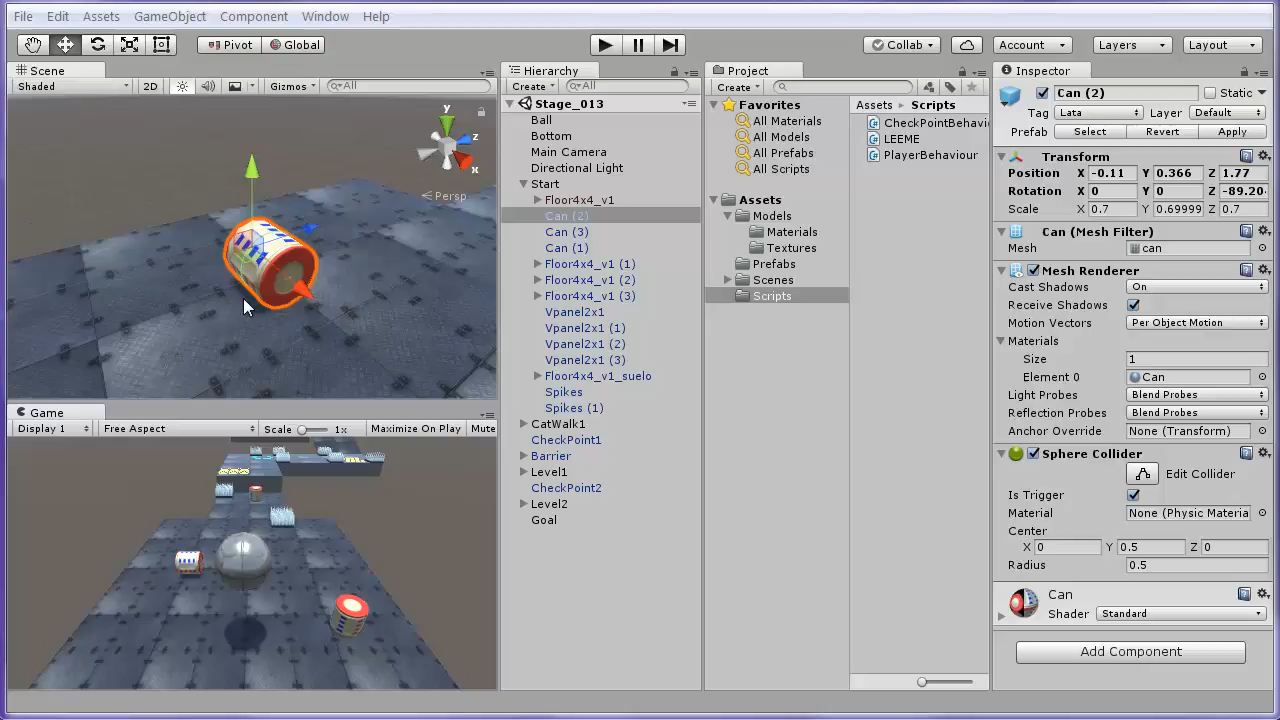 File Edit Assets GameObject Component Window Help
Pivot Global Collab Account Layers Layout
Scene
Shaded 2D Gizmos All
y
z
x
Persp
Game
Display 1 Free Aspect Scale 1x Maximize On Play Mute
Hierarchy
Create All
Stage_013
Ball
Bottom
Main Camera
Directional Light
Start
Floor4x4_v1
Can (2)
Can (3)
Can (1)
Floor4x4_v1 (1)
Floor4x4_v1 (2)
Floor4x4_v1 (3)
Vpanel2x1
Vpanel2x1 (1)
Vpanel2x1 (2)
Vpanel2x1 (3)
Floor4x4_v1_suelo
Spikes
Spikes (1)
CatWalk1
CheckPoint1
Barrier
Level1
CheckPoint2
Level2
Goal
Project
Create
Favorites
All Materials
All Models
All Prefabs
All Scripts
Assets
Models
Materials
Textures
Prefabs
Scenes
Scripts
Assets Scripts
CheckPointBehavi
LEEME
PlayerBehaviour
Inspector
Can (2) Static
Tag Lata Layer Default
Prefab Select Revert Apply
Transform
Position X -0.11 Y 0.366 Z 1.77
Rotation X 0 Y 0 Z -89.20
Scale X 0.7 Y 0.69999 Z 0.7
Can (Mesh Filter)
Mesh can
Mesh Renderer
Cast Shadows On
Receive Shadows
Motion Vectors Per Object Motion
Materials
Size 1
Element 0 Can
Light Probes Blend Probes
Reflection Probes Blend Probes
Anchor Override None (Transform)
Sphere Collider
Edit Collider
Is Trigger
Material None (Physic Materia
Center
X 0 Y 0.5 Z 0
Radius 0.5
Can
Shader Standard
Add Component